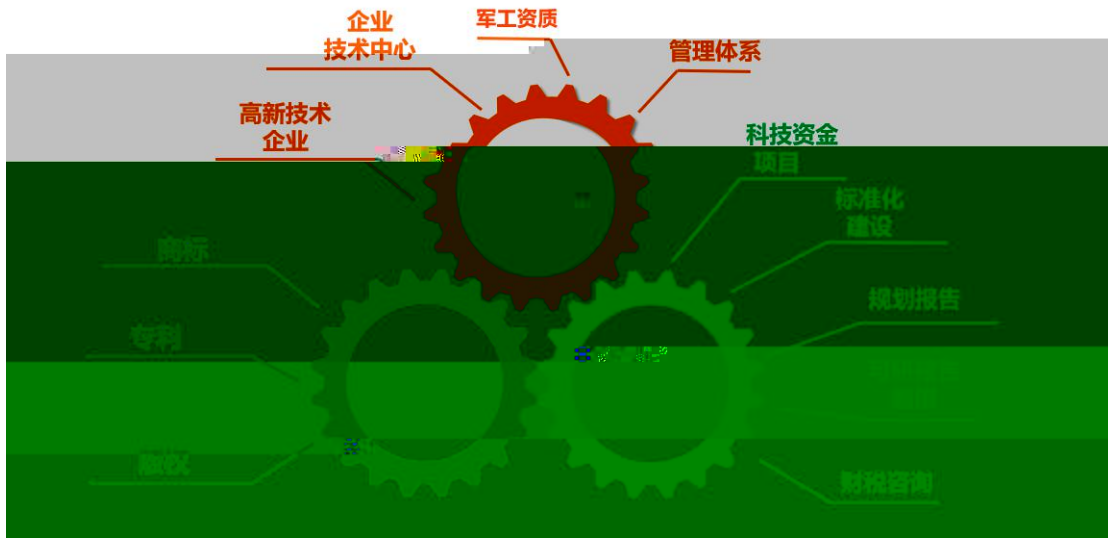 企业
技术中心
军工资质
管理体系
高新技术
企业
科技资金
项目
标准化
建设
商标
规划报告
专利
版权
财税咨询